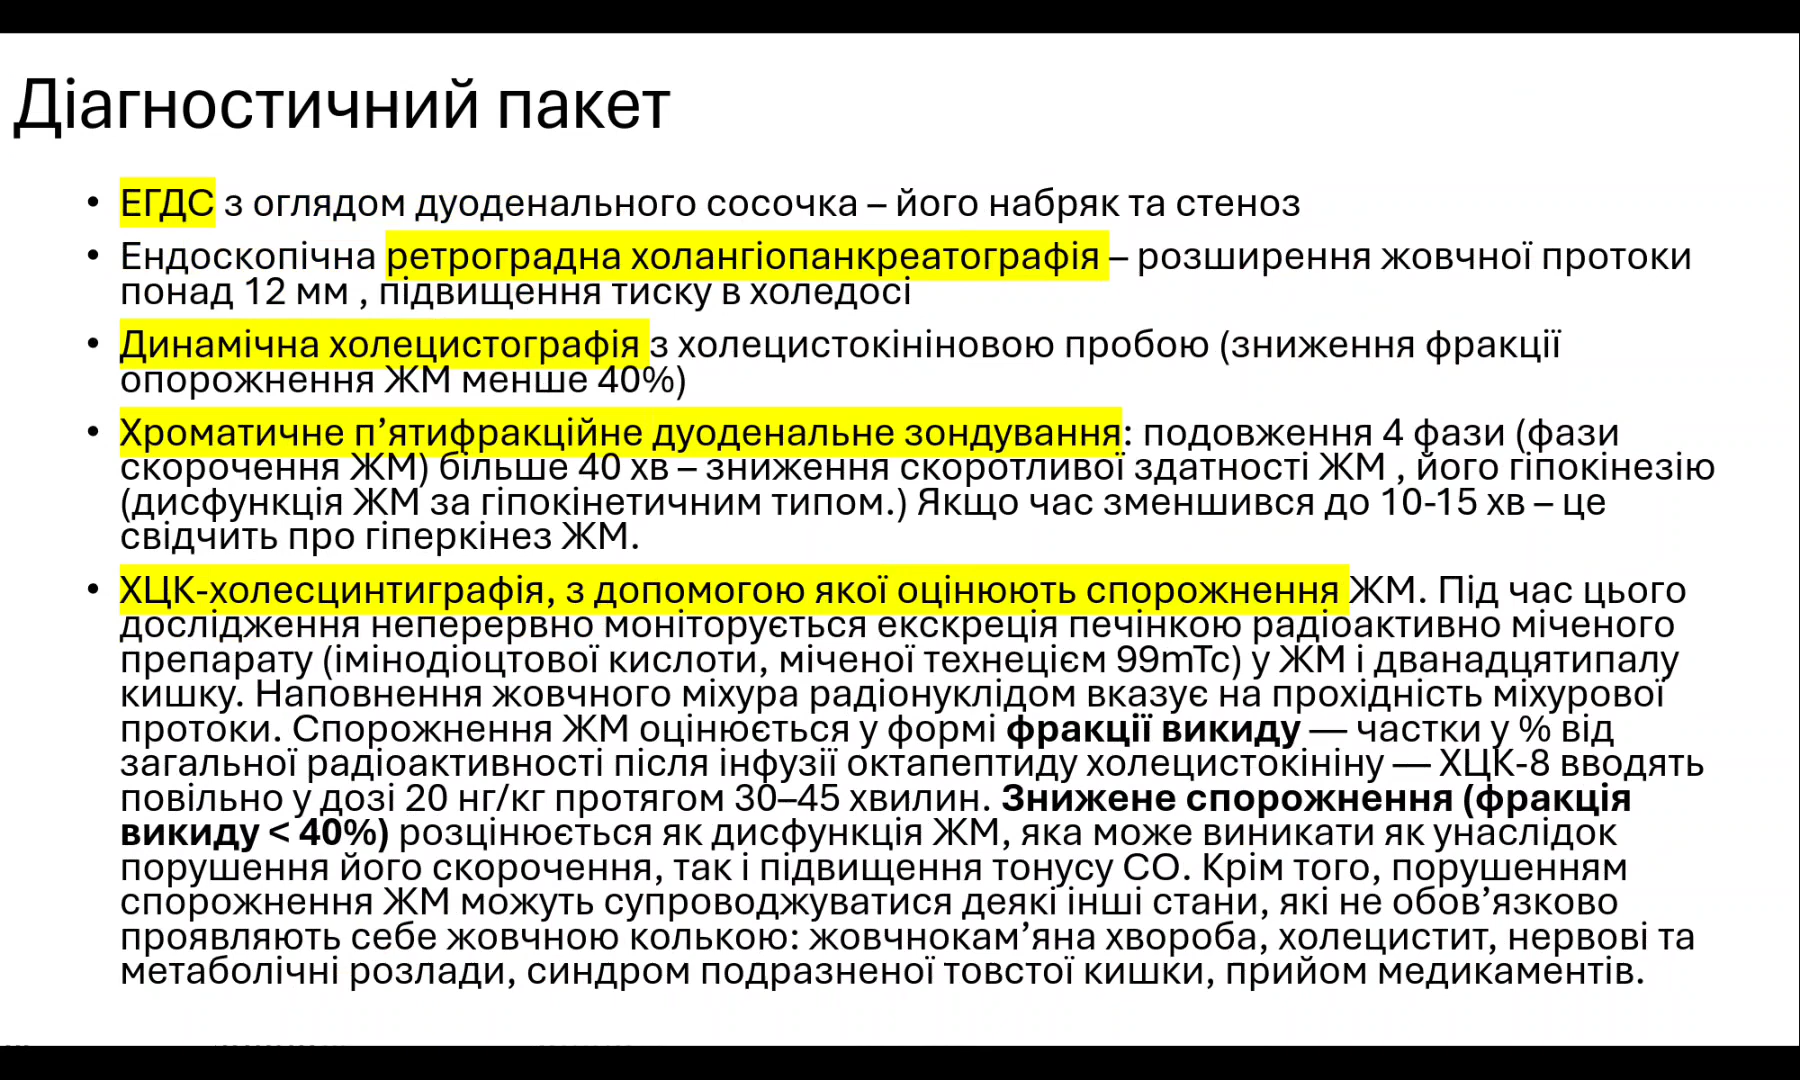 Діагностичний пакет
• ЕГДС з оглядом дуоденального сосочка – його набряк та стеноз
• Ендоскопічна ретроградна холангіопанкреатографія – розширення жовчної протоки
понад 12 мм , підвищення тиску в холедосі
• Динамічна холецистографія з холецистокініновою пробою (зниження фракції
опорожнення ЖМ менше 40%)
• Хроматичне п’ятифракційне дуоденальне зондування: подовження 4 фази (фази
скорочення ЖМ) більше 40 хв – зниження скоротливої здатності ЖМ , його гіпокінезію
(дисфункція ЖМ за гіпокінетичним типом.) Якщо час зменшився до 10-15 хв – це
свідчить про гіперкінез ЖМ.
• ХЦК-холесцинтиграфія, з допомогою якої оцінюють спорожнення ЖМ. Під час цього
дослідження неперервно моніторується екскреція печінкою радіоактивно міченого
препарату (імінодіоцтової кислоти, міченої технецієм 99mTc) у ЖМ і дванадцятипалу
кишку. Наповнення жовчного міхура радіонуклідом вказує на прохідність міхурової
протоки. Спорожнення ЖМ оцінюється у формі фракції викиду — частки у % від
загальної радіоактивності після інфузії октапептиду холецистокініну — ХЦК-8 вводять
повільно у дозі 20 нг/кг протягом 30–45 хвилин. Знижене спорожнення (фракція
викиду < 40%) розцінюється як дисфункція ЖМ, яка може виникати як унаслідок
порушення його скорочення, так і підвищення тонусу СО. Крім того, порушенням
спорожнення ЖМ можуть супроводжуватися деякі інші стани, які не обов’язково
проявляють себе жовчною колькою: жовчнокам’яна хвороба, холецистит, нервові та
метаболічні розлади, синдром подразненої товстої кишки, прийом медикаментів.